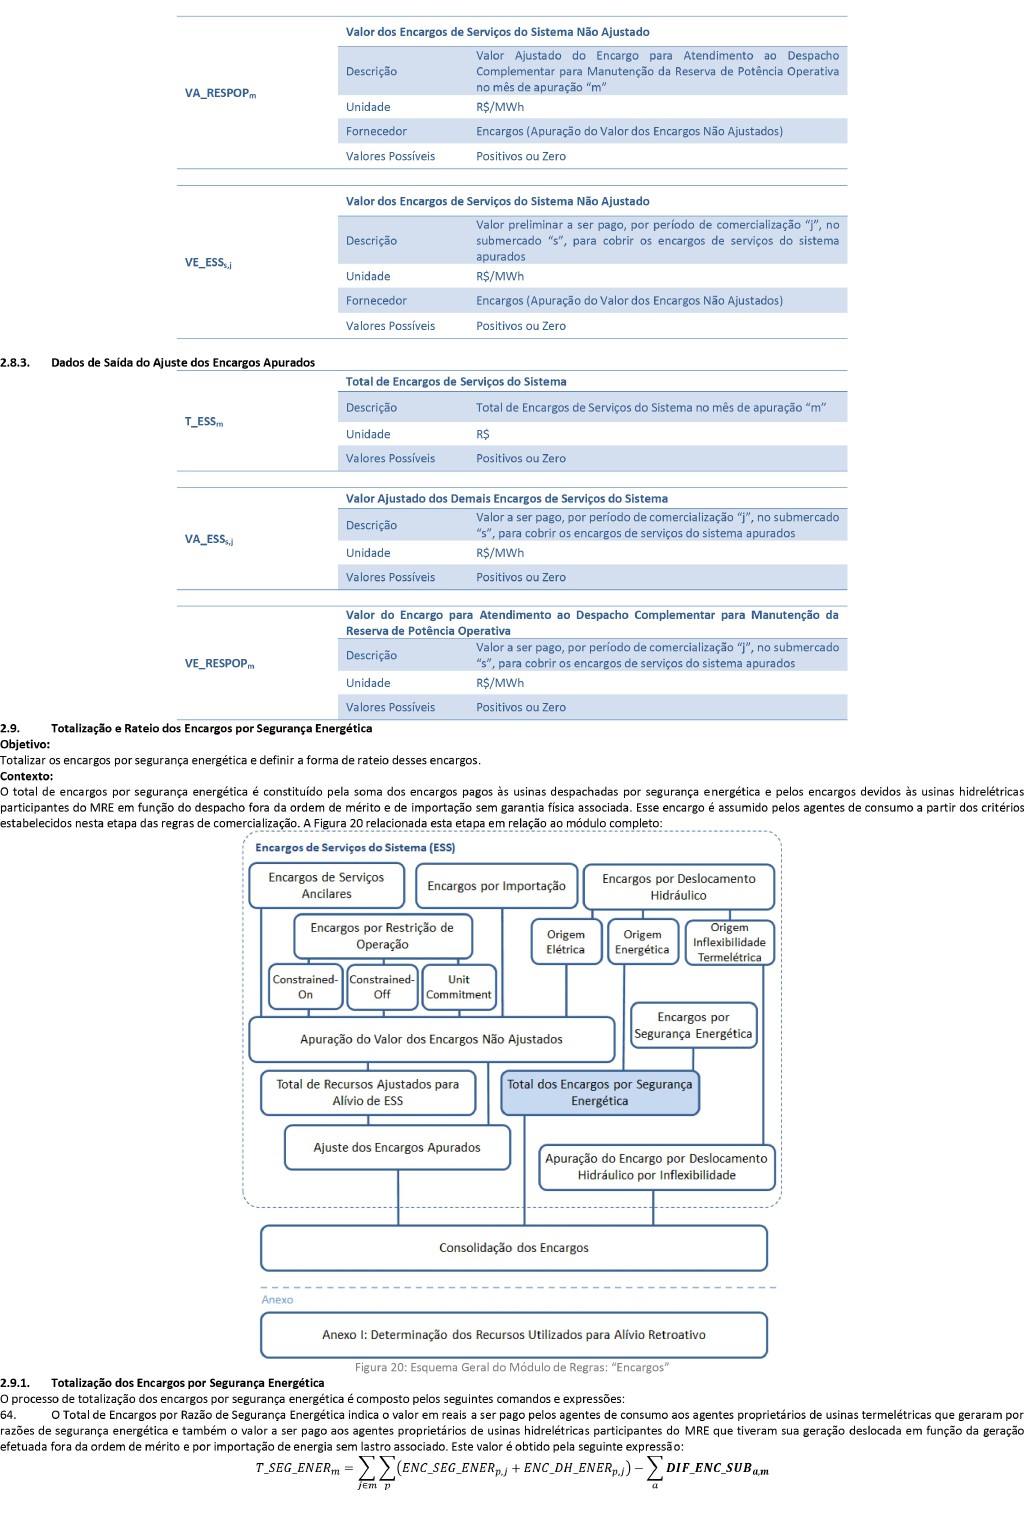 Valor dos Encargos de Serviços do Sistema Não Ajustado
VA_RESPOPm
Descrição
Valor Ajustado do Encargo para Atendimento ao Despacho
Complementar para Manutenção da Reserva de Potência Operativa
no mês de apuração “m”
Unidade
R$/MWh
Fornecedor
Encargos (Apuração do Valor dos Encargos Não Ajustados)
Valores Possíveis
Positivos ou Zero
Valor dos Encargos de Serviços do Sistema Não Ajustado
VE_ESSs,j
Descrição
Valor preliminar a ser pago, por período de comercialização “j”, no
submercado “s”, para cobrir os encargos de serviços do sistema
apurados
Unidade
R$/MWh
Fornecedor
Encargos (Apuração do Valor dos Encargos Não Ajustados)
Valores Possíveis
Positivos ou Zero
2.8.3. Dados de Saída do Ajuste dos Encargos Apurados
Total de Encargos de Serviços do Sistema
T_ESSm
Descrição
Total de Encargos de Serviços do Sistema no mês de apuração “m”
Unidade
R$
Valores Possíveis
Positivos ou Zero
Valor Ajustado dos Demais Encargos de Serviços do Sistema
VA_ESSs,j
Descrição
Valor a ser pago, por período de comercialização “j”, no submercado
“s”, para cobrir os encargos de serviços do sistema apurados
Unidade
R$/MWh
Valores Possíveis
Positivos ou Zero
Valor do Encargo para Atendimento ao Despacho Complementar para Manutenção da
Reserva de Potência Operativa
VE_RESPOPm
Descrição
Valor a ser pago, por período de comercialização “j”, no submercado
“s”, para cobrir os encargos de serviços do sistema apurados
Unidade
R$/MWh
Valores Possíveis
Positivos ou Zero
2.9. Totalização e Rateio dos Encargos por Segurança Energética
Objetivo:
Totalizar os encargos por segurança energética e definir a forma de rateio desses encargos.
Contexto:
O total de encargos por segurança energética é constituído pela soma dos encargos pagos às usinas despachadas por segurança energética e pelos encargos devidos às usinas hidrelétricas
participantes do MRE em função do despacho fora da ordem de mérito e de importação sem garantia física associada. Esse encargo é assumido pelos agentes de consumo a partir dos critérios
estabelecidos nesta etapa das regras de comercialização. A Figura 20 relacionada esta etapa em relação ao módulo completo:
Encargos de Serviços do Sistema (ESS)
Encargos de Serviços
Ancilares
Encargos por Importação
Encargos por Deslocamento
Hidráulico
Encargos por Restrição de
Operação
Origem
Elétrica
Origem
Energética
Origem
Inflexibilidade
Termelétrica
Constrained-
On
Constrained-
Off
Unit
Commitment
Encargos por
Segurança Energética
Apuração do Valor dos Encargos Não Ajustados
Total de Recursos Ajustados para
Alívio de ESS
Total dos Encargos por Segurança
Energética
Ajuste dos Encargos Apurados
Apuração do Encargo por Deslocamento
Hidráulico por Inflexibilidade
Consolidação dos Encargos
Anexo
Anexo I: Determinação dos Recursos Utilizados para Alívio Retroativo
Figura 20: Esquema Geral do Módulo de Regras: “Encargos”
2.9.1. Totalização dos Encargos por Segurança Energética
O processo de totalização dos encargos por segurança energética é composto pelos seguintes comandos e expressões:
64. O Total de Encargos por Razão de Segurança Energética indica o valor em reais a ser pago pelos agentes de consumo aos agentes proprietários de usinas termelétricas que geraram por
razões de segurança energética e também o valor a ser pago aos agentes proprietários de usinas hidrelétricas participantes do MRE que tiveram sua geração deslocada em função da geração
efetuada fora da ordem de mérito e por importação de energia sem lastro associado. Este valor é obtido pela seguinte expressão:
T_SEG_ENERm = ∑j∈m ∑p (ENC_SEG_ENERp,j + ENC_DH_ENERp,j) − ∑a DIF_ENC_SUBa,m